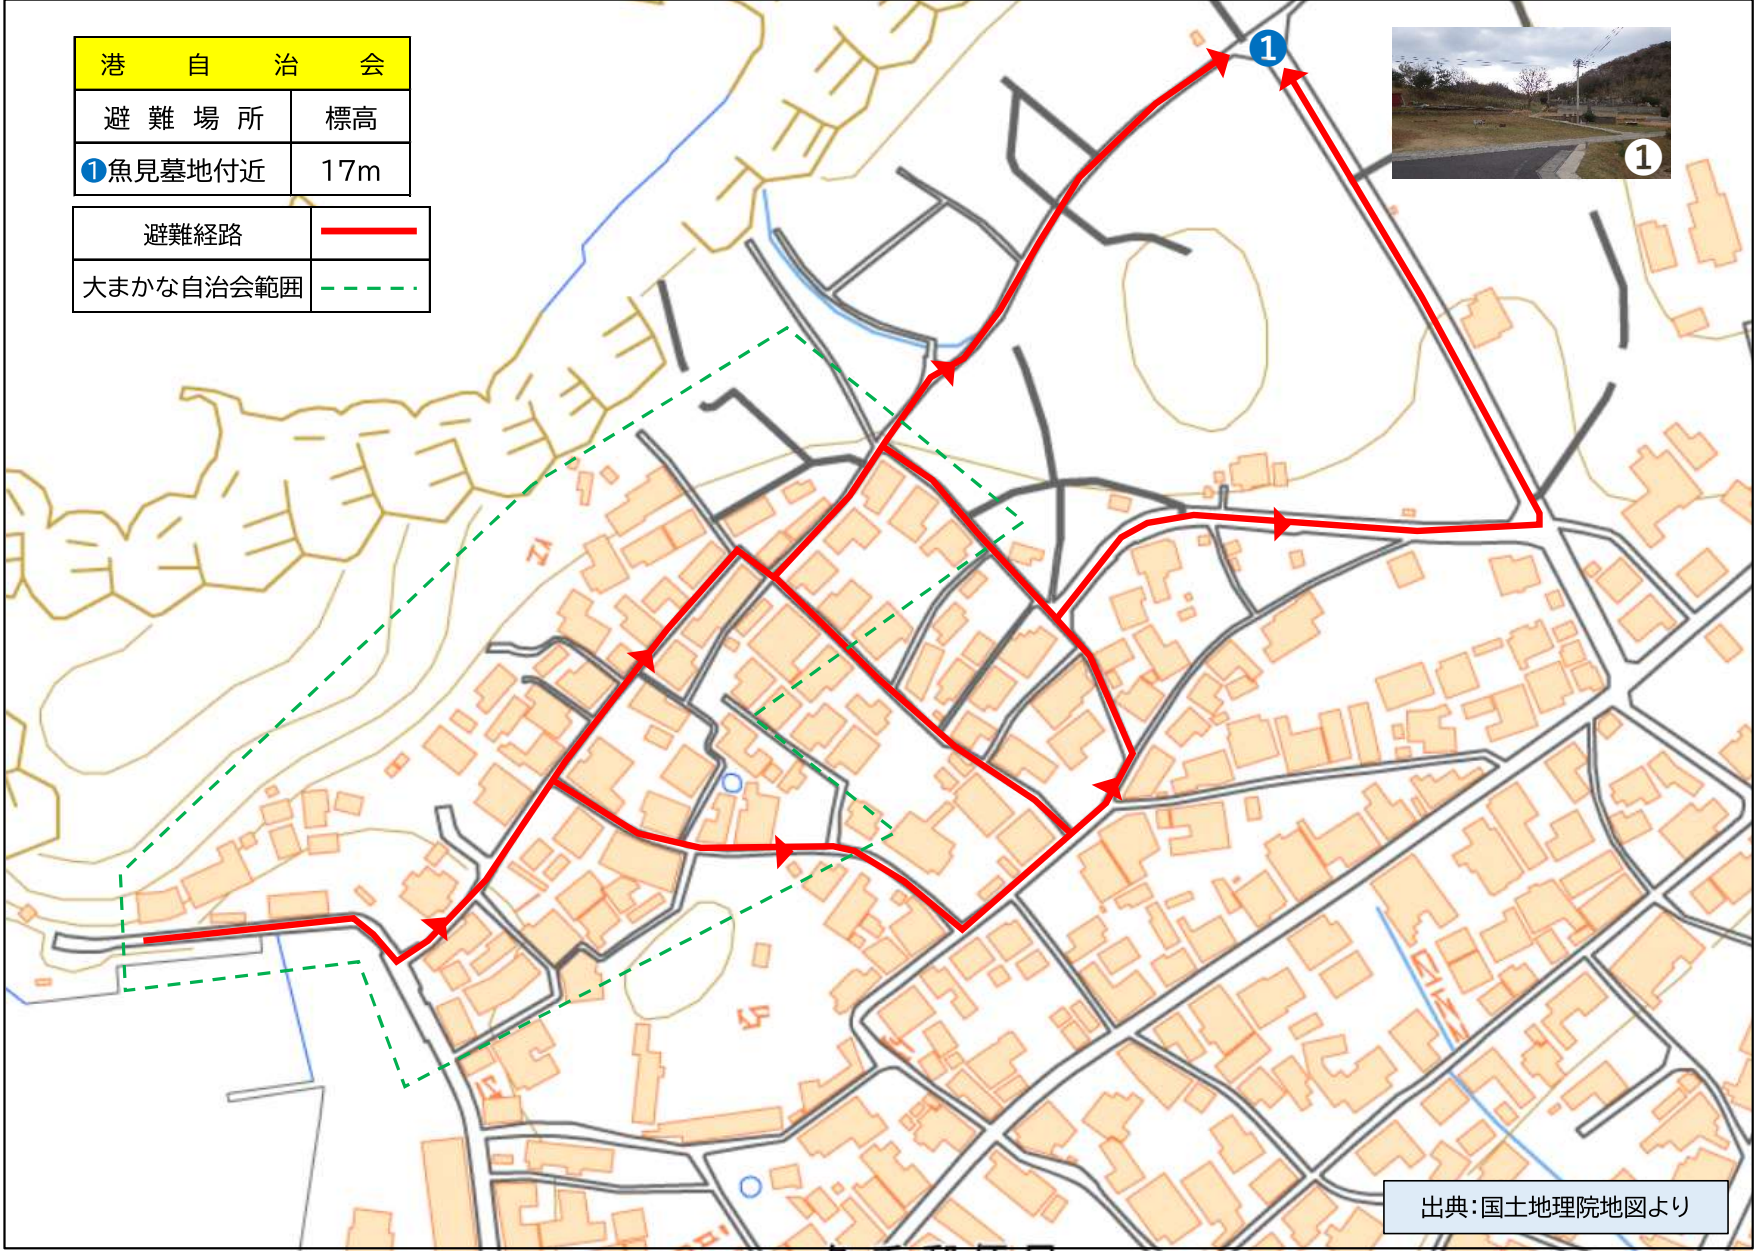 港 自 治 会
避 難 場 所 標高
❶魚見墓地付近 17m
避難経路
大まかな自治会範囲
❶
❶
出典：国土地理院地図より